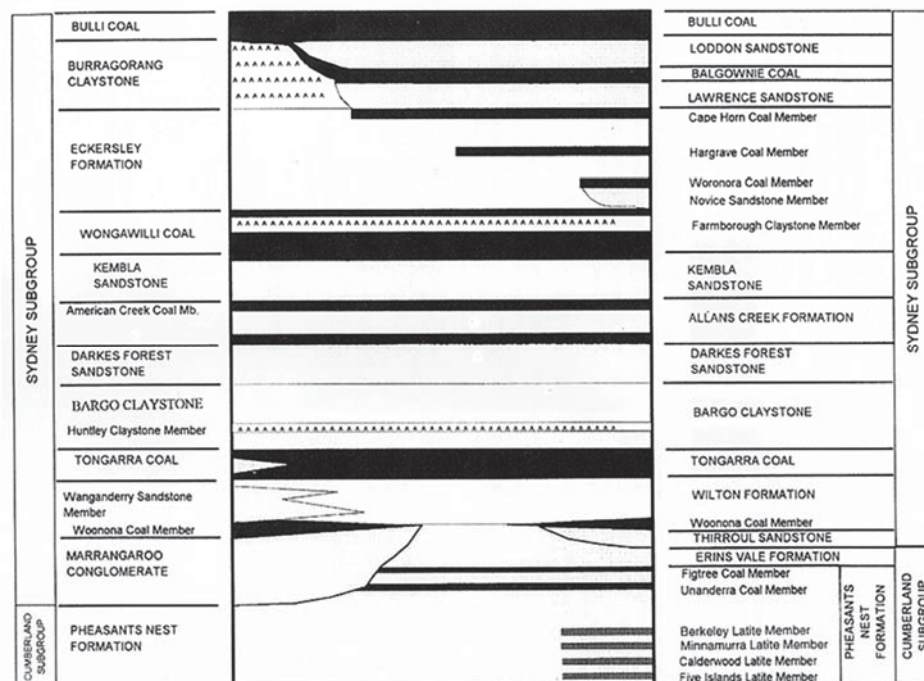 BULLI COAL
BURRAGORANG
CLAYSTONE
ECKERSLEY
FORMATION
WONGAWILLI COAL
KEMBLA
SANDSTONE
American Creek Coal Mb.
DARKES FOREST
SANDSTONE
BARGO CLAYSTONE
Huntley Claystone Member
TONGARRA COAL
Wanganderry Sandstone
Member
Woonona Coal Member
MARRANGAROO
CONGLOMERATE
PHEASANTS NEST
FORMATION
SYDNEY SUBGROUP
CUMBERLAND
SUBGROUP
BULLI COAL
LODDON SANDSTONE
BALGOWNIE COAL
LAWRENCE SANDSTONE
Cape Horn Coal Member
Hargrave Coal Member
Woronora Coal Member
Novice Sandstone Member
Farmborough Claystone Member
KEMBLA
SANDSTONE
ALLANS CREEK FORMATION
DARKES FOREST
SANDSTONE
BARGO CLAYSTONE
TONGARRA COAL
WILTON FORMATION
Woonona Coal Member
THIRROUL SANDSTONE
ERINS VALE FORMATION
Figtree Coal Member
Unanderra Coal Member
Berkeley Latite Member
Minnamurra Latite Member
Calderwood Latite Member
Five Islands Latite Member
PHEASANTS
NEST
FORMATION
SYDNEY SUBGROUP
CUMBERLAND
SUBGROUP